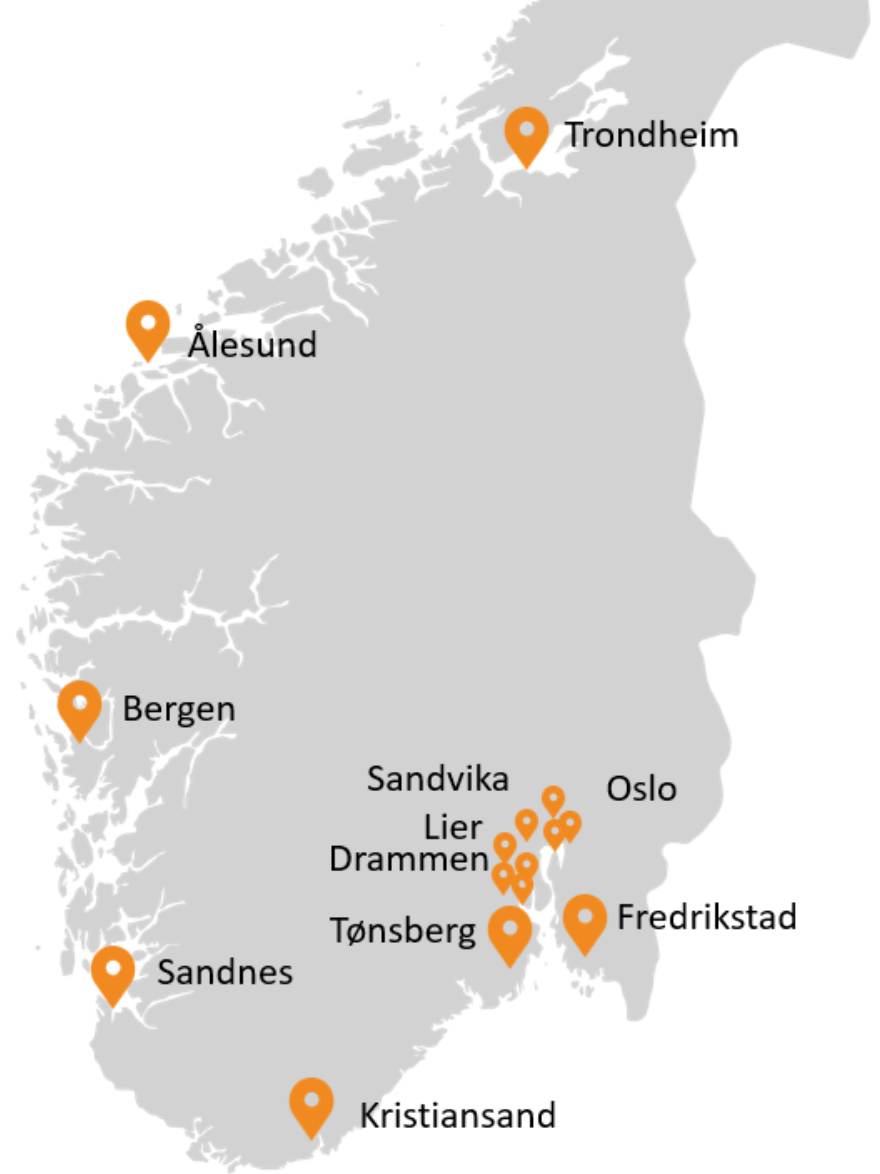 Trondheim
Ålesund
Bergen
Sandvika
Oslo
Lier
Drammen
Tønsberg
Fredrikstad
Sandnes
Kristiansand